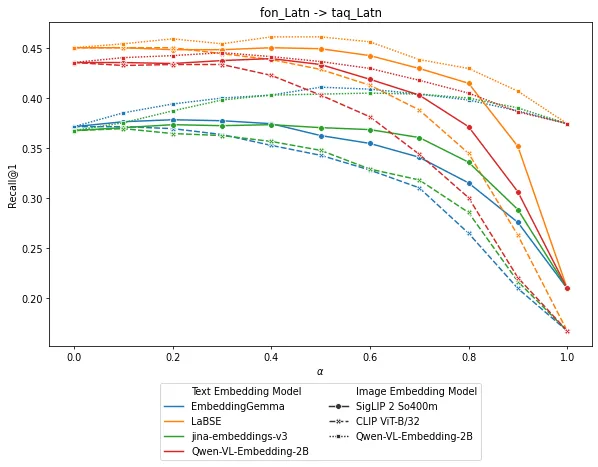 fon_Latn -> taq_Latn
Recall@1
0.45
0.40
0.35
0.30
0.25
0.20
0.0 0.2 0.4 0.6 0.8 1.0
α
Text Embedding Model Image Embedding Model
EmbeddingGemma SigLIP 2 So400m
LaBSE CLIP ViT-B/32
jina-embeddings-v3 Qwen-VL-Embedding-2B
Qwen-VL-Embedding-2B